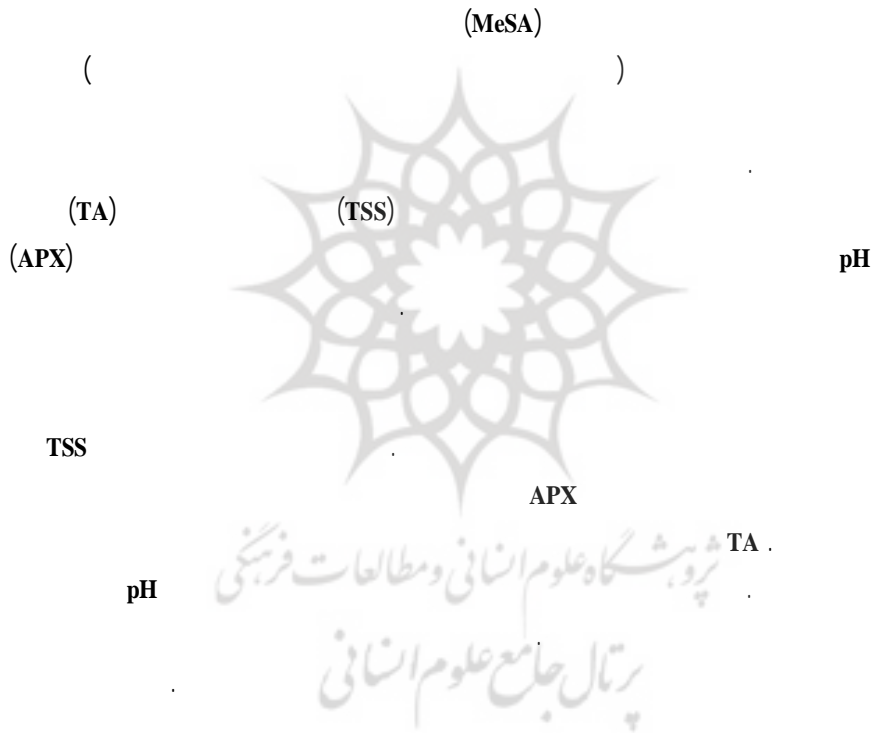 (MeSA)
( )
.
(TSS) (TA)
pH (APX)
.
. TSS
APX
. TA
پژوهشگاه علوم انسانی و مطالعات فرهنگی
. pH
.
پرتال جامع علوم انسانی
.